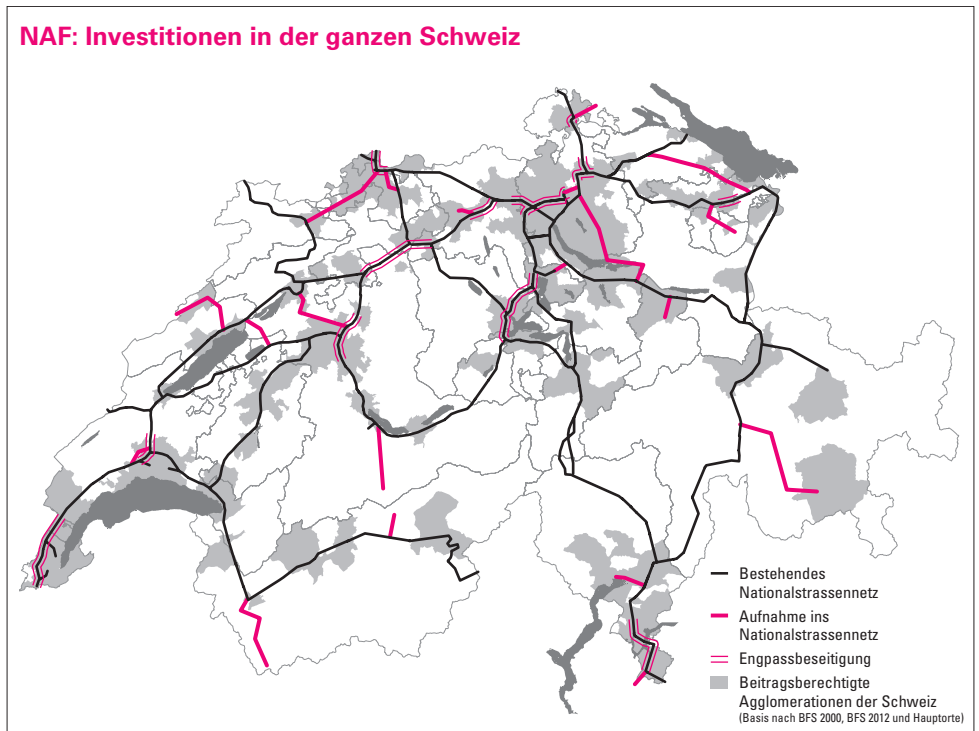 NAF: Investitionen in der ganzen Schweiz
Bestehendes
Nationalstrassennetz
Aufnahme ins
Nationalstrassennetz
Engpassbeseitigung
Beitragsberechtigte
Agglomerationen der Schweiz
(Basis nach BFS 2000, BFS 2012 und Hauptorte)